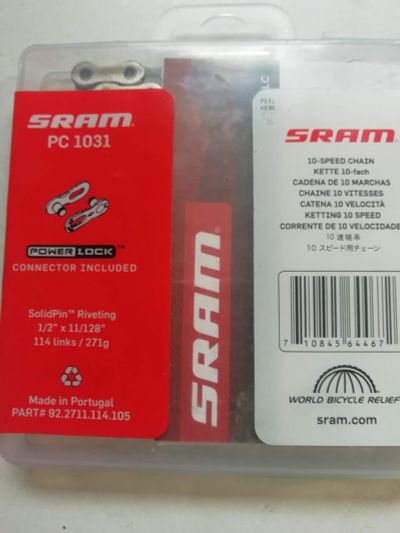 SRAM
PC 1031
POWERLOCK™
CONNECTOR INCLUDED
SolidPin™ Riveting
1/2" x 11/128"
114 links / 271g
Made in Portugal
PART# 92.2711.114.105
SRAM
PEEL
HERE
SRAM
10-SPEED CHAIN
KETTE 10-fach
CADENA DE 10 MARCHAS
CHAINE 10 VITESSES
CATENA 10 VELOCITÀ
KETTING 10 SPEED
CORRENTE DE 10 VELOCIDADE
10 速链条
10 スピード用チェーン
7 10845 64467
WORLD BICYCLE RELIEF
sram.com